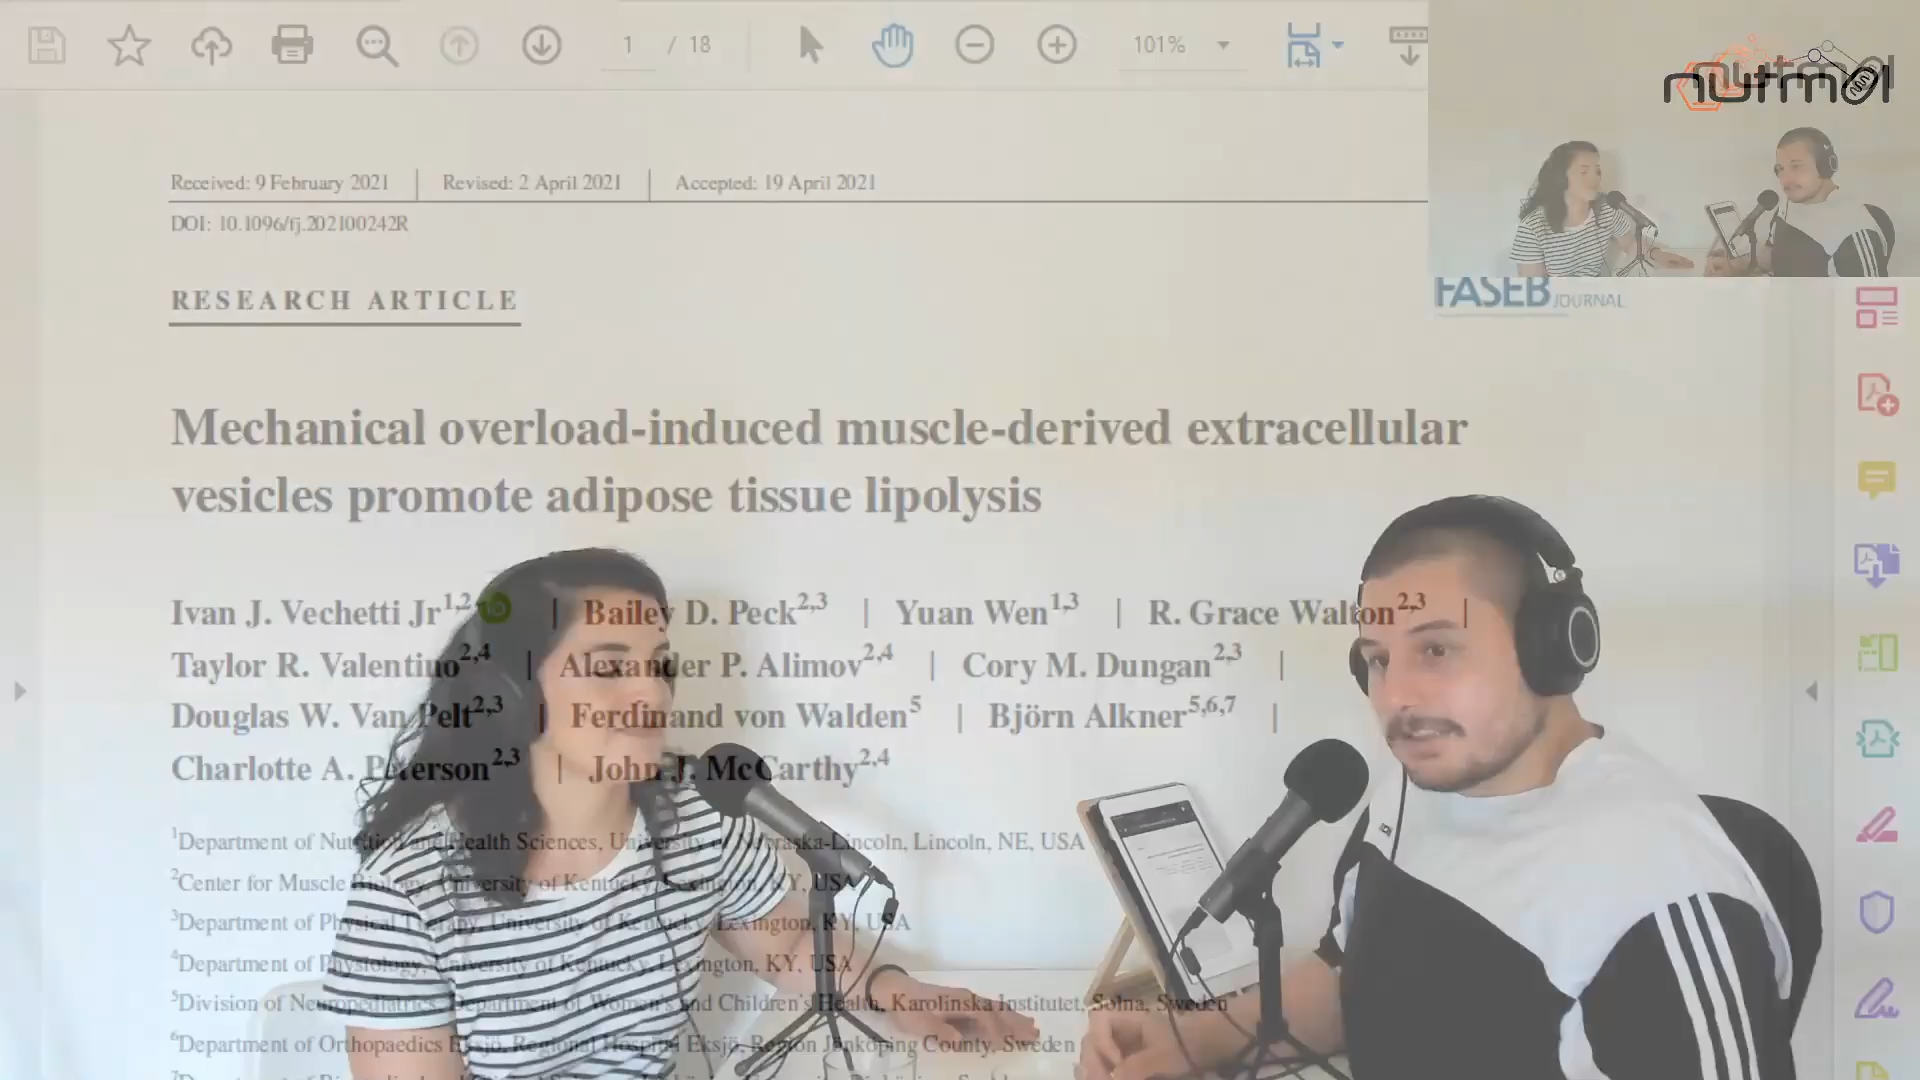 1 / 18
101%
nutmol
Received: 9 February 2021 | Revised: 2 April 2021 | Accepted: 19 April 2021
DOI: 10.1096/fj.202100242R
RESEARCH ARTICLE
FASEB JOURNAL
Mechanical overload-induced muscle-derived extracellular
vesicles promote adipose tissue lipolysis
Ivan J. Vechetti Jr1,2 | Bailey D. Peck2,3 | Yuan Wen1,3 | R. Grace Walton2,3 |
Taylor R. Valentino2,4 | Alexander P. Alimov2,4 | Cory M. Dungan2,3 |
Douglas W. Van Pelt2,3 | Ferdinand von Walden5 | Björn Alkner5,6,7 |
Charlotte A. Peterson2,3 | John J. McCarthy2,4
1Department of Nutrition and Health Sciences, University of Nebraska-Lincoln, Lincoln, NE, USA
2Center for Muscle Biology, University of Kentucky, Lexington, KY, USA
3Department of Physical Therapy, University of Kentucky, Lexington, KY, USA
4Department of Physiology, University of Kentucky, Lexington, KY, USA
5Division of Neuropediatrics, Department of Women's and Children's Health, Karolinska Institutet, Solna, Sweden
6Department of Orthopaedics Eksjö, Regional Hospital Eksjö, Region Jönköping County, Sweden